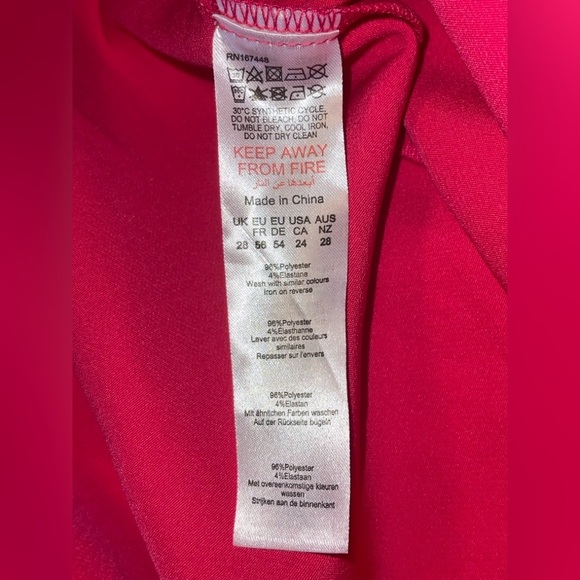 RN167448
30°C SYNTHETIC CYCLE,
DO NOT BLEACH, DO NOT
TUMBLE DRY, COOL IRON,
DO NOT DRY CLEAN
KEEP AWAY
FROM FIRE
أبعدها عن النار
Made in China
UK EU EU USA AUS
FR DE CA NZ
28 56 54 24 28
96%Polyester
4%Elastane
Wash with similar colours
Iron on reverse
96%Polyester
4%Elasthanne
Laver avec des couleurs
similaires
Repasser sur l'envers
96%Polyester
4%Elastan
Mit ähnlichen Farben waschen
Auf der Rückseite bügeln
96%Polyester
4%Elastaan
Met overeenkomstige kleuren
wassen
Strijken aan de binnenkant